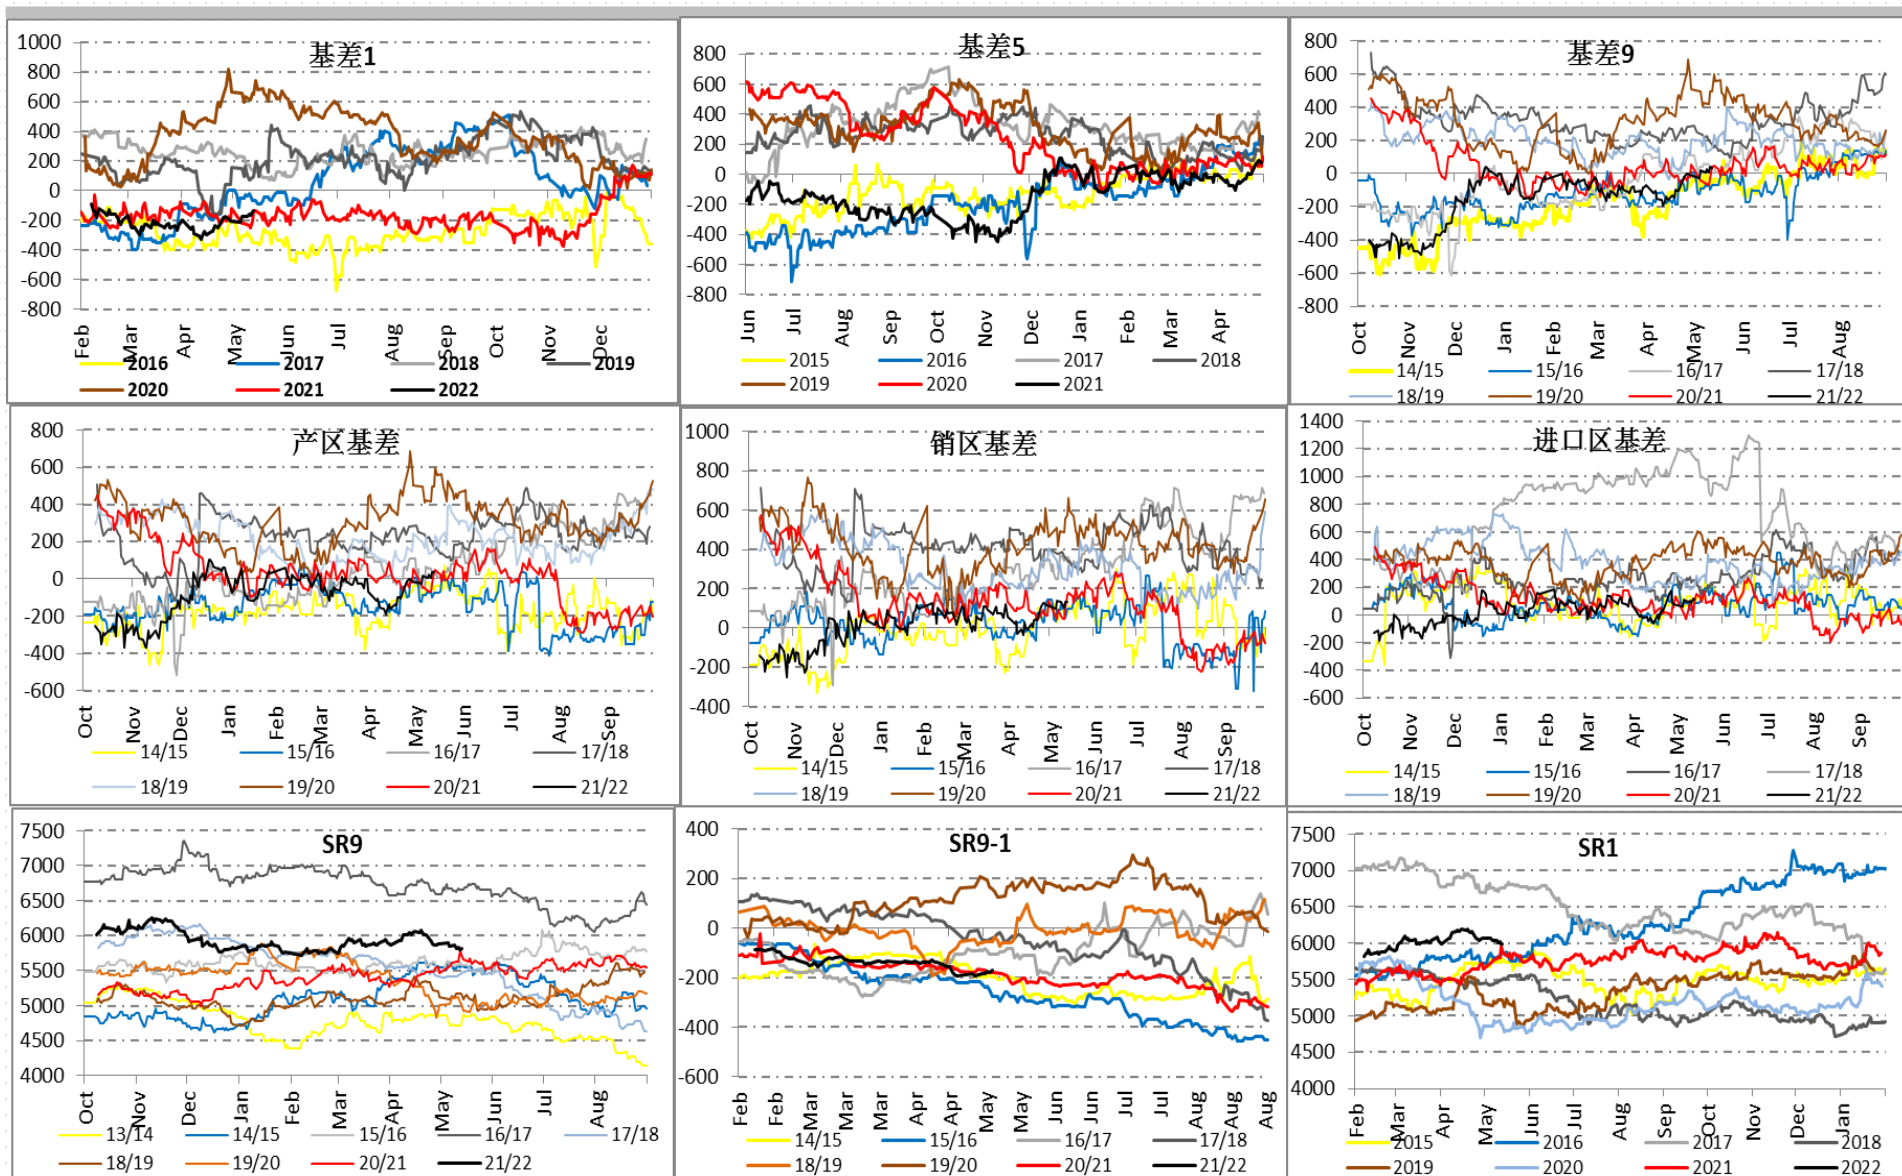 基差1
1000
800
600
400
200
0
-200
-400
-600
-800
Feb Mar Apr May Jun Jul Aug Sep Oct Nov Dec
2016 2017 2018 2019
2020 2021 2022
基差5
800
600
400
200
0
-200
-400
-600
-800
Jun Jul Aug Sep Oct Nov Dec Jan Feb Mar Apr
2015 2016 2017 2018
2019 2020 2021
基差9
800
600
400
200
0
-200
-400
-600
-800
Oct Nov Dec Jan Feb Mar Apr May Jun Jul Aug
14/15 15/16 16/17 17/18
18/19 19/20 20/21 21/22
产区基差
800
600
400
200
0
-200
-400
-600
Oct Nov Dec Jan Feb Mar Apr May Jun Jul Aug Sep
14/15 15/16 16/17 17/18
18/19 19/20 20/21 21/22
销区基差
1000
800
600
400
200
0
-200
-400
Oct Nov Dec Jan Feb Mar Apr May Jun Jul Aug Sep
14/15 15/16 16/17 17/18
18/19 19/20 20/21 21/22
进口区基差
1400
1200
1000
800
600
400
200
0
-200
-400
-600
Oct Nov Dec Jan Feb Mar Apr May Jun Jul Aug Sep
14/15 15/16 16/17 17/18
18/19 19/20 20/21 21/22
SR9
7500
7000
6500
6000
5500
5000
4500
4000
Oct Nov Dec Jan Feb Mar Apr May Jun Jul Aug
13/14 14/15 15/16 16/17 17/18
18/19 19/20 20/21 21/22
SR9-1
400
200
0
-200
-400
-600
Feb Feb Mar Mar Mar Apr Apr May May Jun Jun Jul Jul Aug Aug Aug
14/15 15/16 16/17 17/18
18/19 19/20 20/21 21/22
SR1
7500
7000
6500
6000
5500
5000
4500
4000
Feb Mar Apr May Jun Jul Aug Sep Oct Nov Dec Jan
2015 2016 2017 2018
2019 2020 2021 2022